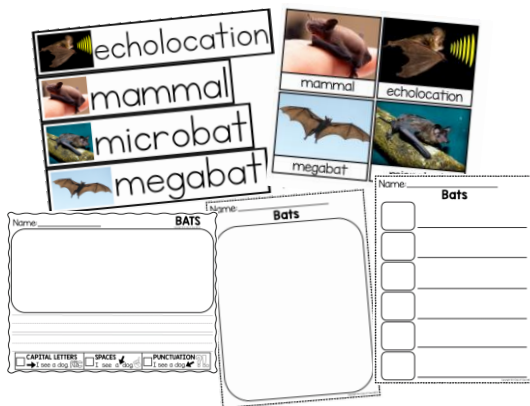 echolocation
mammal
microbat
megabat
mammal
echolocation
megabat
Name:
BATS
CAPITAL LETTERS
I see a dog
SPACES
I see a dog
PUNCTUATION
I see a dog
Name:
Bats
Name:
Bats